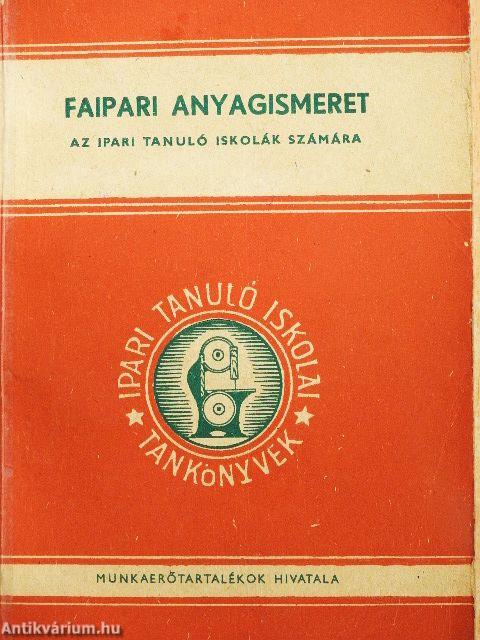 FAIPARI ANYAGISMERET
AZ IPARI TANULÓ ISKOLÁK SZÁMÁRA
IPARI TANULÓ ISKOLAI
TANKÖNYVEK
MUNKAERŐTARTALÉKOK HIVATALA
Antikvárium.hu